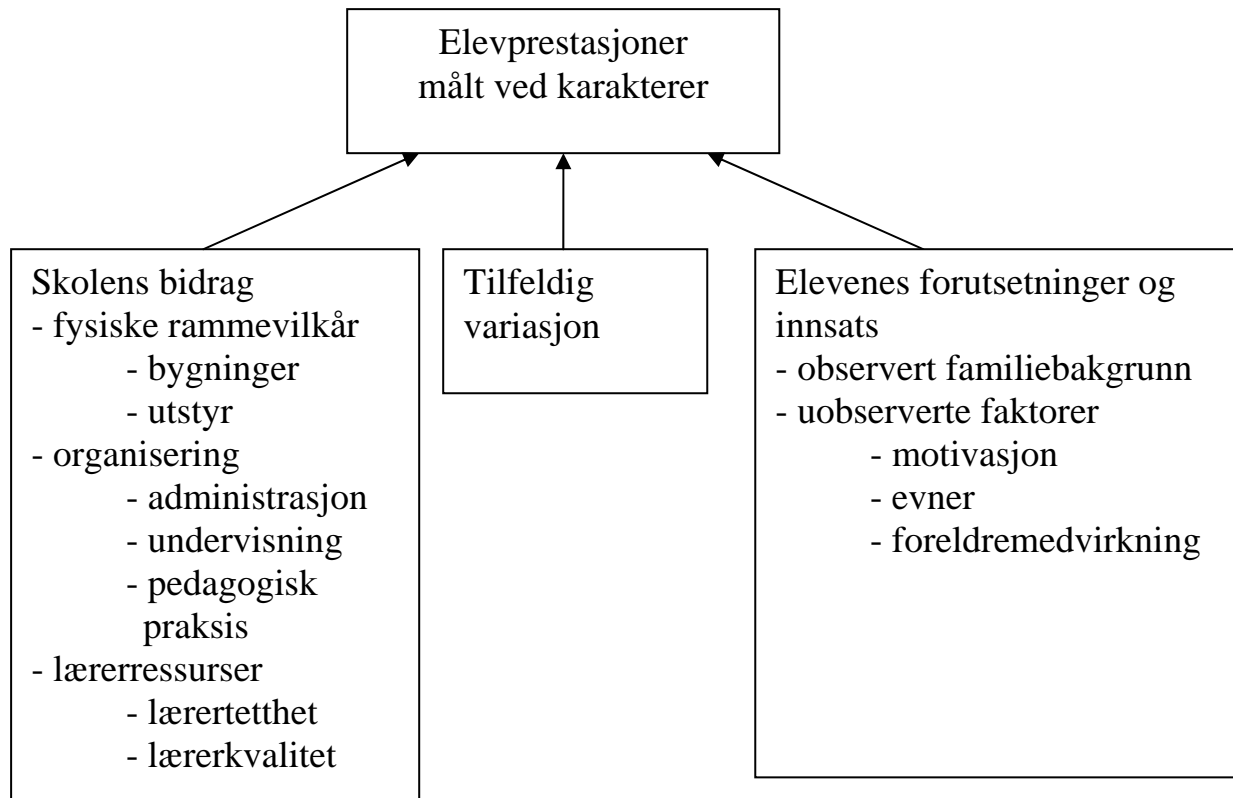 Elevprestasjoner
målt ved karakterer
Skolens bidrag
- fysiske rammevilkår
- bygninger
- utstyr
- organisering
- administrasjon
- undervisning
- pedagogisk
praksis
- lærerressurser
- lærertetthet
- lærerkvalitet
Tilfeldig
variasjon
Elevenes forutsetninger og
innsats
- observert familiebakgrunn
- uobserverte faktorer
- motivasjon
- evner
- foreldremedvirkning